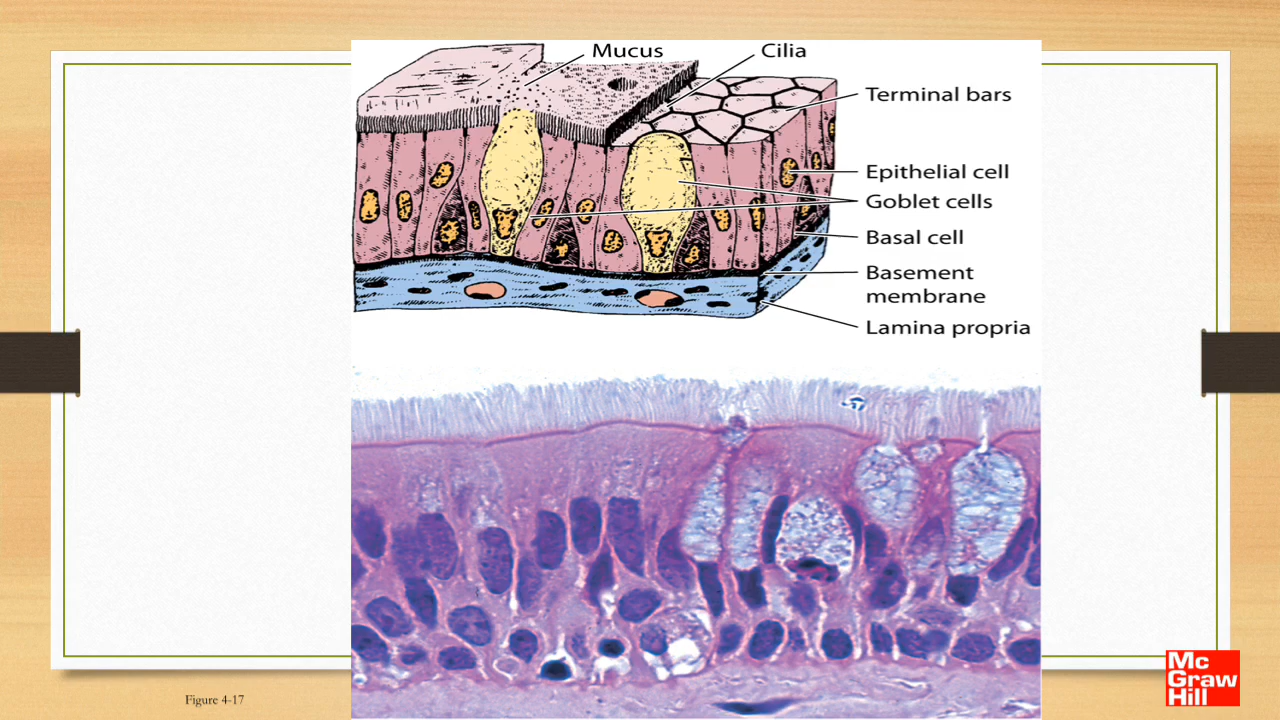 Mucus
Cilia
Terminal bars
Epithelial cell
Goblet cells
Basal cell
Basement
membrane
Lamina propria
Figure 4-17
Mc
Graw
Hill